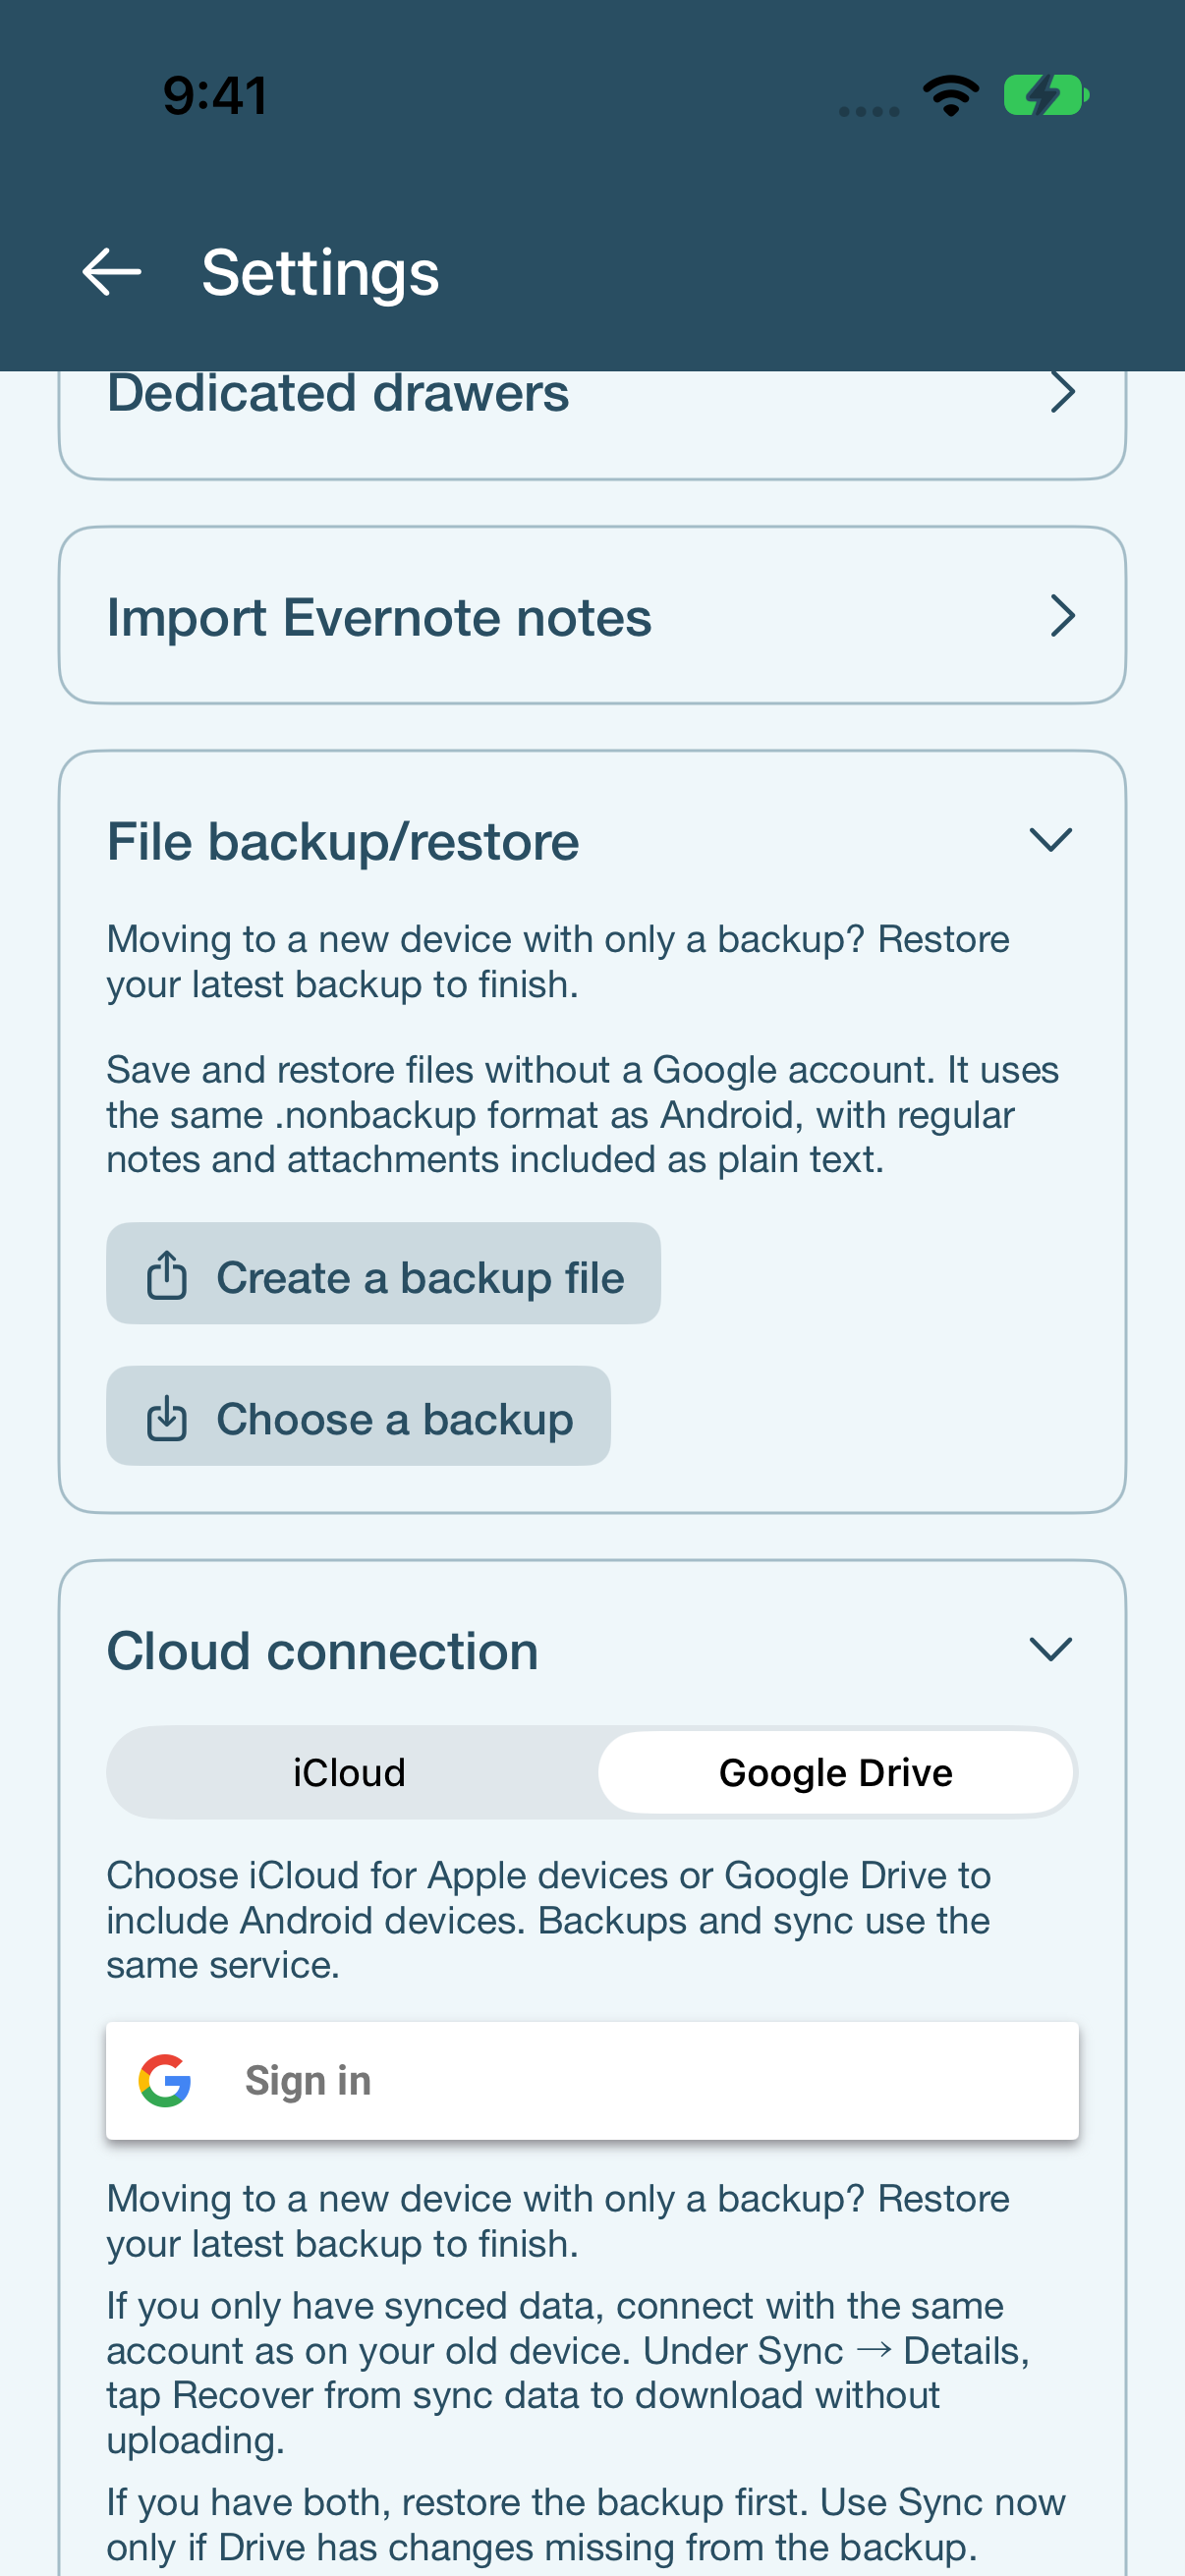 9:41
Settings
Dedicated drawers
Import Evernote notes
File backup/restore
Moving to a new device with only a backup? Restore
your latest backup to finish.
Save and restore files without a Google account. It uses
the same .nonbackup format as Android, with regular
notes and attachments included as plain text.
Create a backup file
Choose a backup
Cloud connection
iCloud
Google Drive
Choose iCloud for Apple devices or Google Drive to
include Android devices. Backups and sync use the
same service.
Sign in
Moving to a new device with only a backup? Restore
your latest backup to finish.
If you only have synced data, connect with the same
account as on your old device. Under Sync → Details,
tap Recover from sync data to download without
uploading.
If you have both, restore the backup first. Use Sync now
only if Drive has changes missing from the backup.